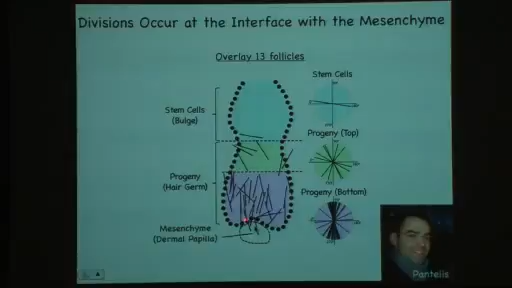 Divisions Occur at the Interface with the Mesenchyme
Overlay 13 follicles
Stem Cells
Stem Cells
(Bulge)
Progeny (Top)
Progeny
(Hair Germ)
Progeny (Bottom)
Mesenchyme
(Dermal Papilla)
Pantelis